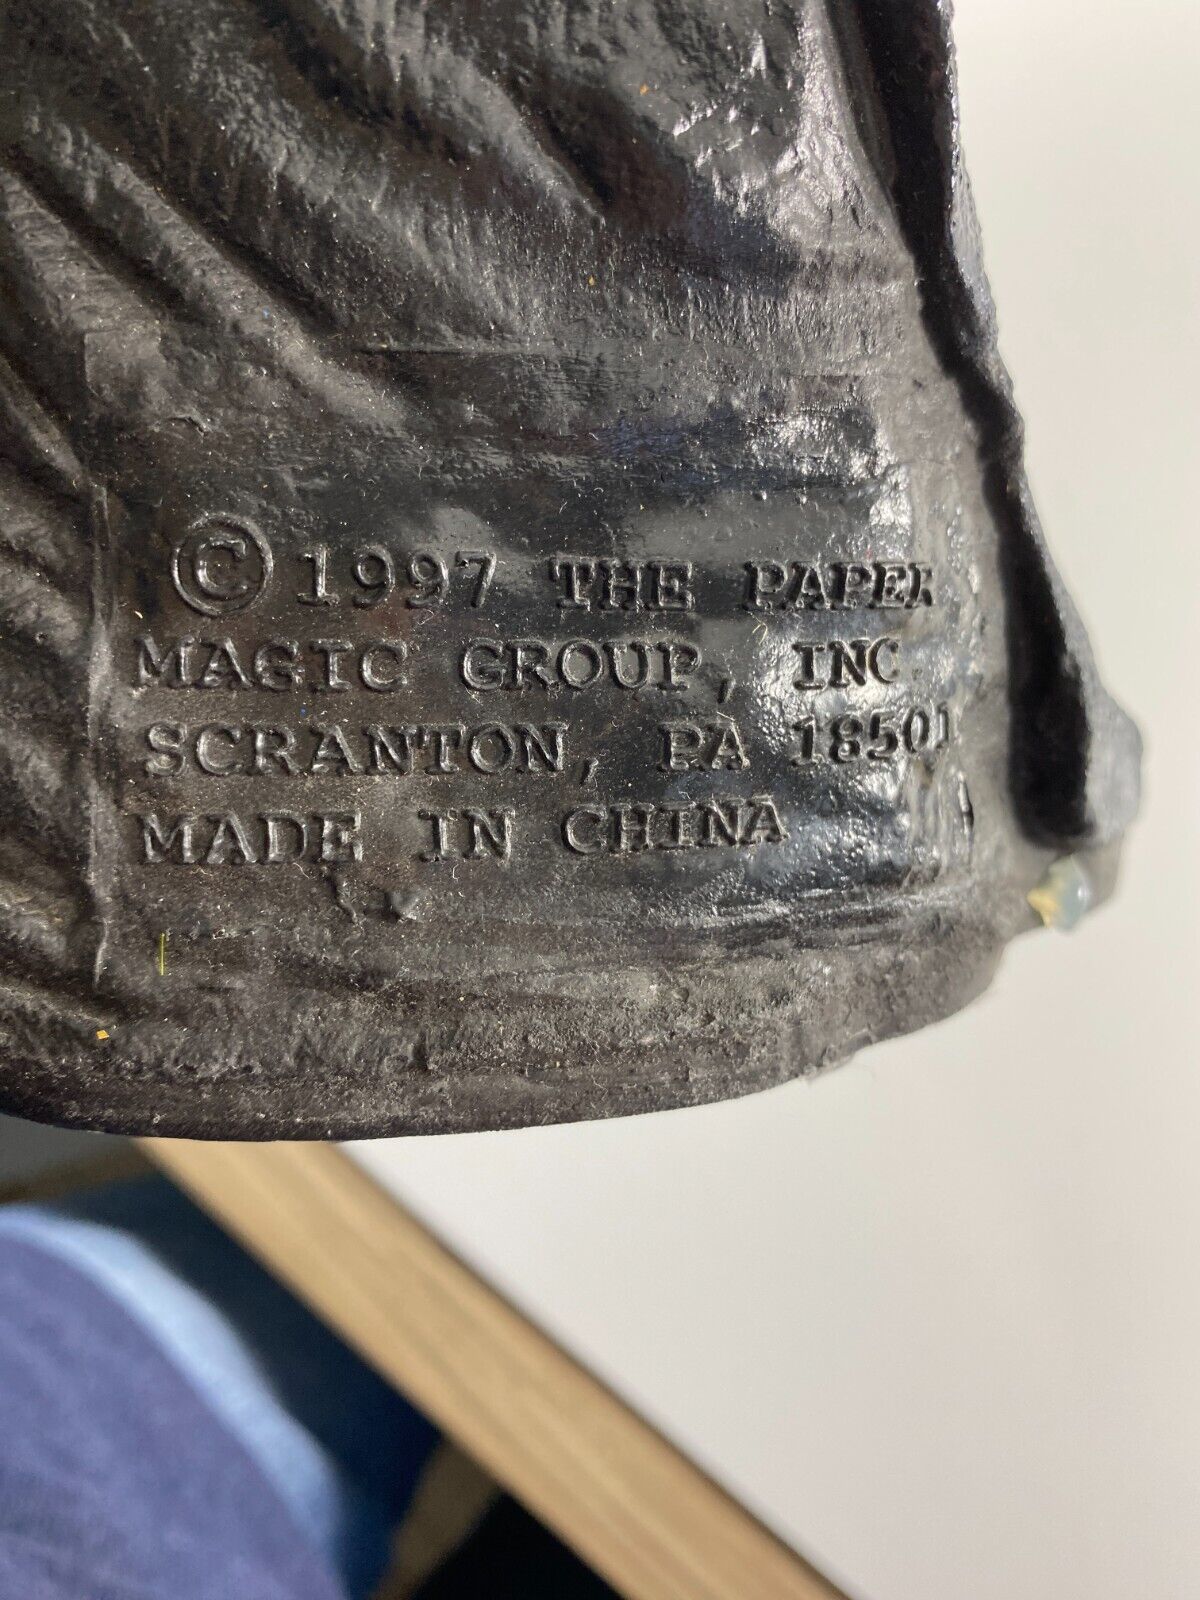 © 1997 THE PAPER
MAGIC GROUP, INC.
SCRANTON, PA 18501
MADE IN CHINA